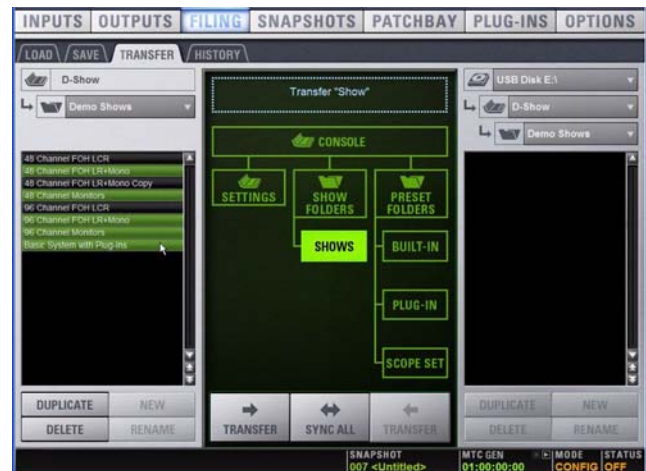 INPUTS OUTPUTS FILING SNAPSHOTS PATCHBAY PLUG-INS OPTIONS
LOAD SAVE TRANSFER HISTORY
D-Show
Demo Shows
48 Channel FOH LCR
48 Channel FOH LR+Mono
48 Channel FOH LR+Mono Copy
48 Channel Monitors
96 Channel FOH LCR
96 Channel FOH LR+Mono
96 Channel Monitors
Basic System with Plug-Ins
DUPLICATE NEW
DELETE RENAME
Transfer "Show"
CONSOLE
SETTINGS
SHOW FOLDERS
PRESET FOLDERS
SHOWS
BUILT-IN
PLUG-IN
SCOPE SET
TRANSFER SYNC ALL TRANSFER
USB Disk E:\
D-Show
Demo Shows
DUPLICATE NEW
DELETE RENAME
SNAPSHOT
007 <Untitled>
MTC GEN
01:00:00:00
MODE
CONFIG
STATUS
OFF